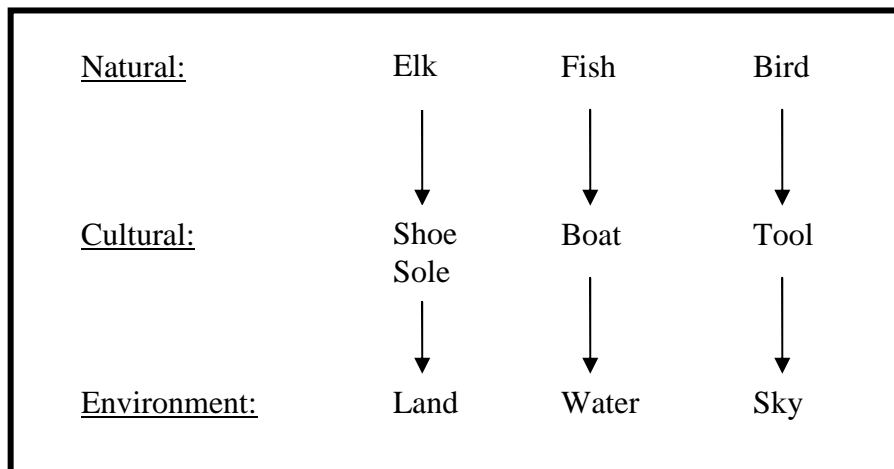 Natural: Elk Fish Bird
Cultural: Shoe Boat Tool
Sole
Environment: Land Water Sky